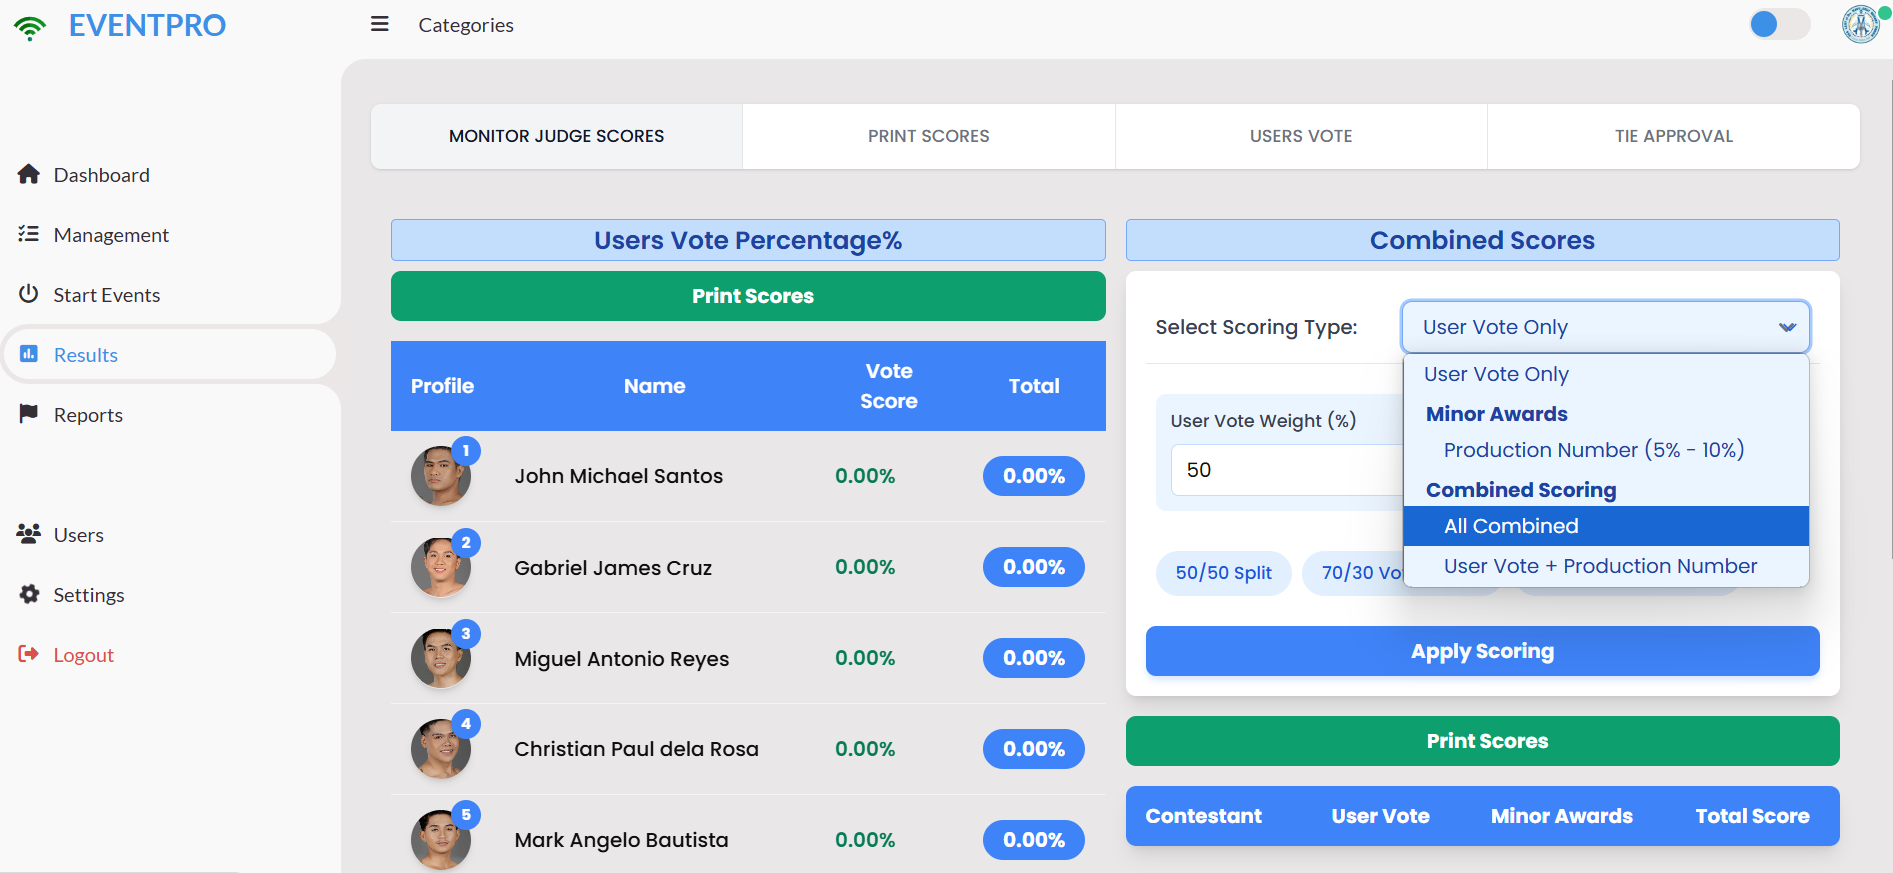 EVENTPRO
Categories
Dashboard
Management
Start Events
Results
Reports
Users
Settings
Logout
MONITOR JUDGE SCORES
PRINT SCORES
USERS VOTE
TIE APPROVAL
Users Vote Percentage%
Print Scores
Profile
Name
Vote
Score
Total
1
John Michael Santos
0.00%
0.00%
2
Gabriel James Cruz
0.00%
0.00%
3
Miguel Antonio Reyes
0.00%
0.00%
4
Christian Paul dela Rosa
0.00%
0.00%
5
Mark Angelo Bautista
0.00%
0.00%
Combined Scores
Select Scoring Type:
User Vote Only
User Vote Only
Minor Awards
Production Number (5% - 10%)
Combined Scoring
All Combined
User Vote + Production Number
User Vote Weight (%)
50
50/50 Split
70/30
Apply Scoring
Print Scores
Contestant
User Vote
Minor Awards
Total Score